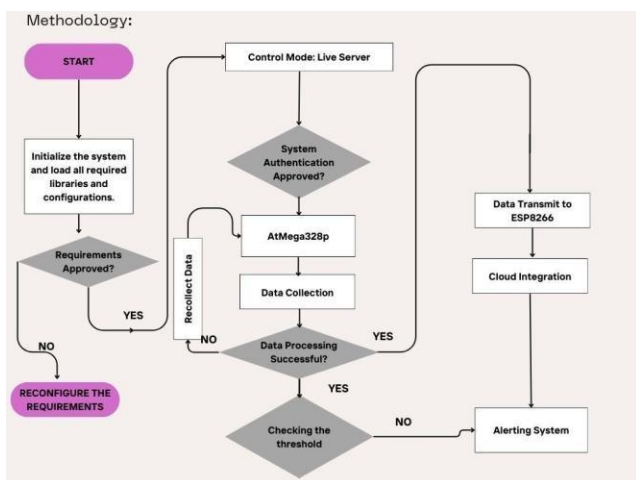 Methodology:
START
Initialize the system
and load all required
libraries and
configurations.
Requirements
Approved?
YES
NO
RECONFIGURE THE
REQUIREMENTS
Control Mode: Live Server
System
Authentication
Approved?
AtMega328p
Recollect Data
Data Collection
NO
Data Processing
Successful?
YES
YES
Checking the
threshold
NO
Data Transmit to
ESP8266
Cloud Integration
Alerting System